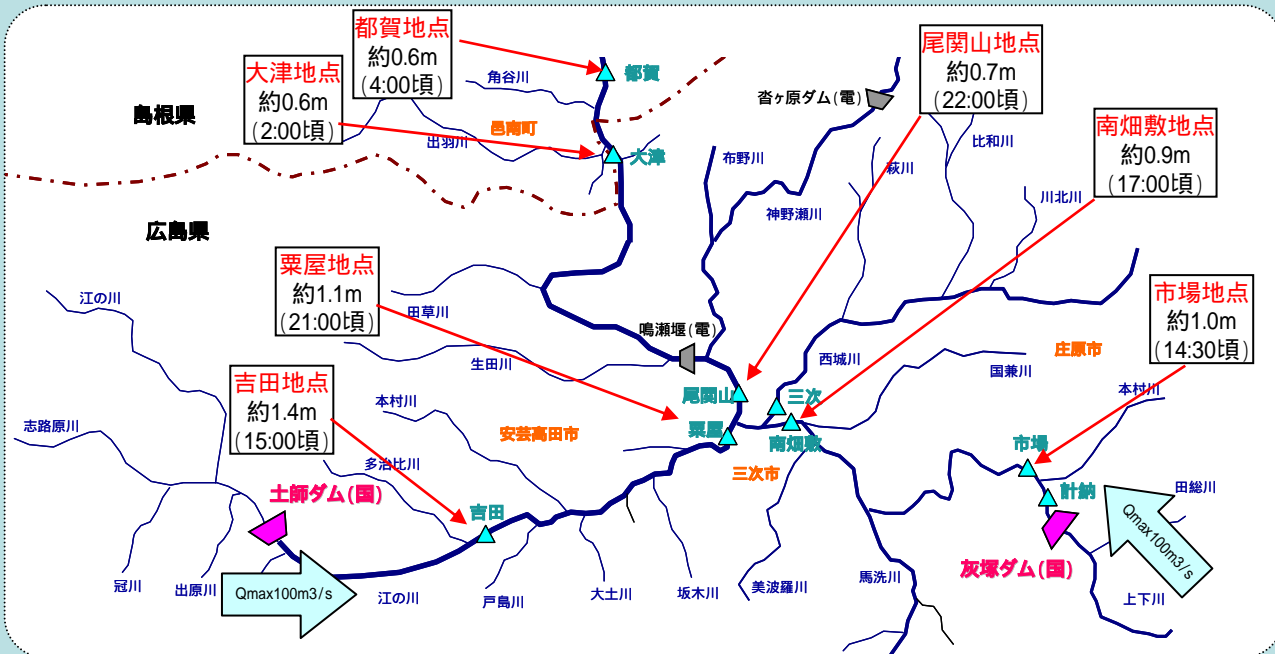 都賀地点
約0.6m
(4:00頃)
大津地点
約0.6m
(2:00頃)
尾関山地点
約0.7m
(22:00頃)
南畑敷地点
約0.9m
(17:00頃)
粟屋地点
約1.1m
(21:00頃)
市場地点
約1.0m
(14:30頃)
吉田地点
約1.4m
(15:00頃)
島根県
広島県
角谷川
都賀
邑南町
出羽川
大津
沓ヶ原ダム(電)
布野川
神野瀬川
萩川
比和川
川北川
江の川
田草川
鳴瀬堰(電)
生田川
西城川
国兼川
庄原市
本村川
尾関山
三次
粟屋
南畑敷
三次市
市場
計納
田総川
本村川
安芸高田市
志路原川
多治比川
土師ダム(国)
吉田
灰塚ダム(国)
Qmax100m3/s
Qmax100m3/s
冠川
出原川
江の川
戸島川
大土川
坂木川
美波羅川
馬洗川
上下川